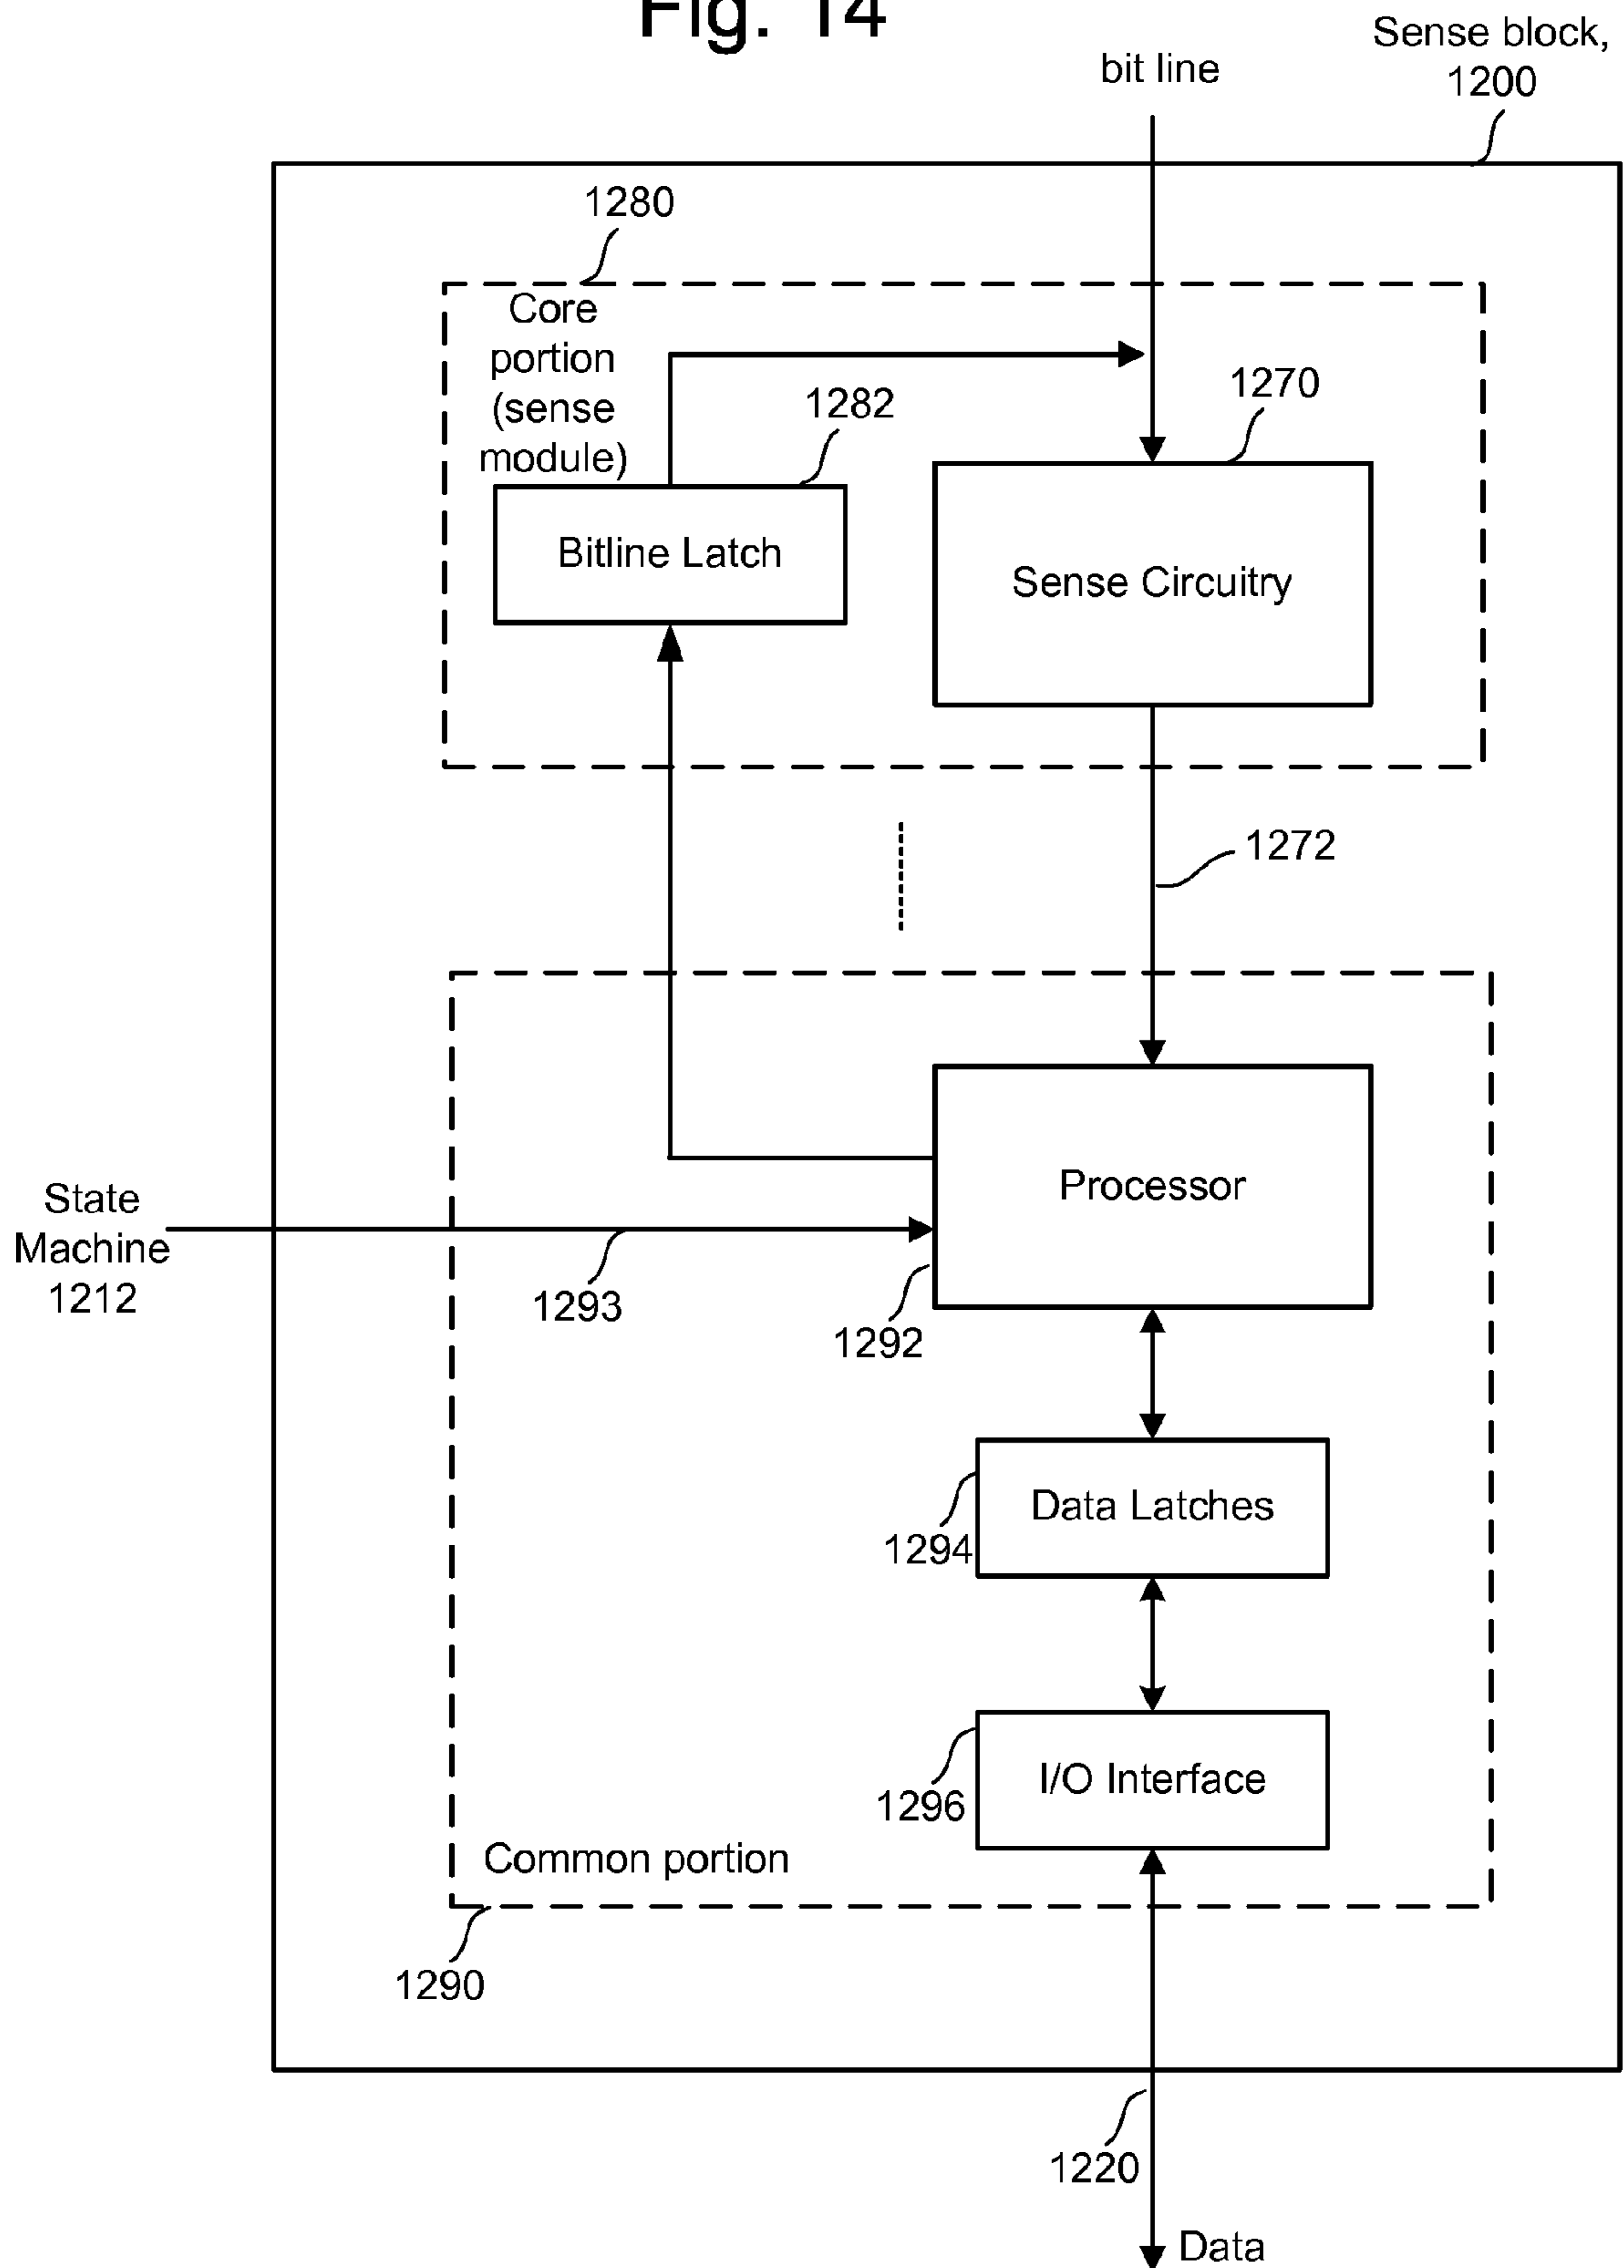 Fig. 14
Sense block,
1200
bit line
1280
Core
portion
(sense
module)
1282
1270
Bitline Latch
Sense Circuitry
1272
Processor
State
Machine
1212
1293
1292
Data Latches
1294
I/O Interface
1296
Common portion
1290
1220
Data